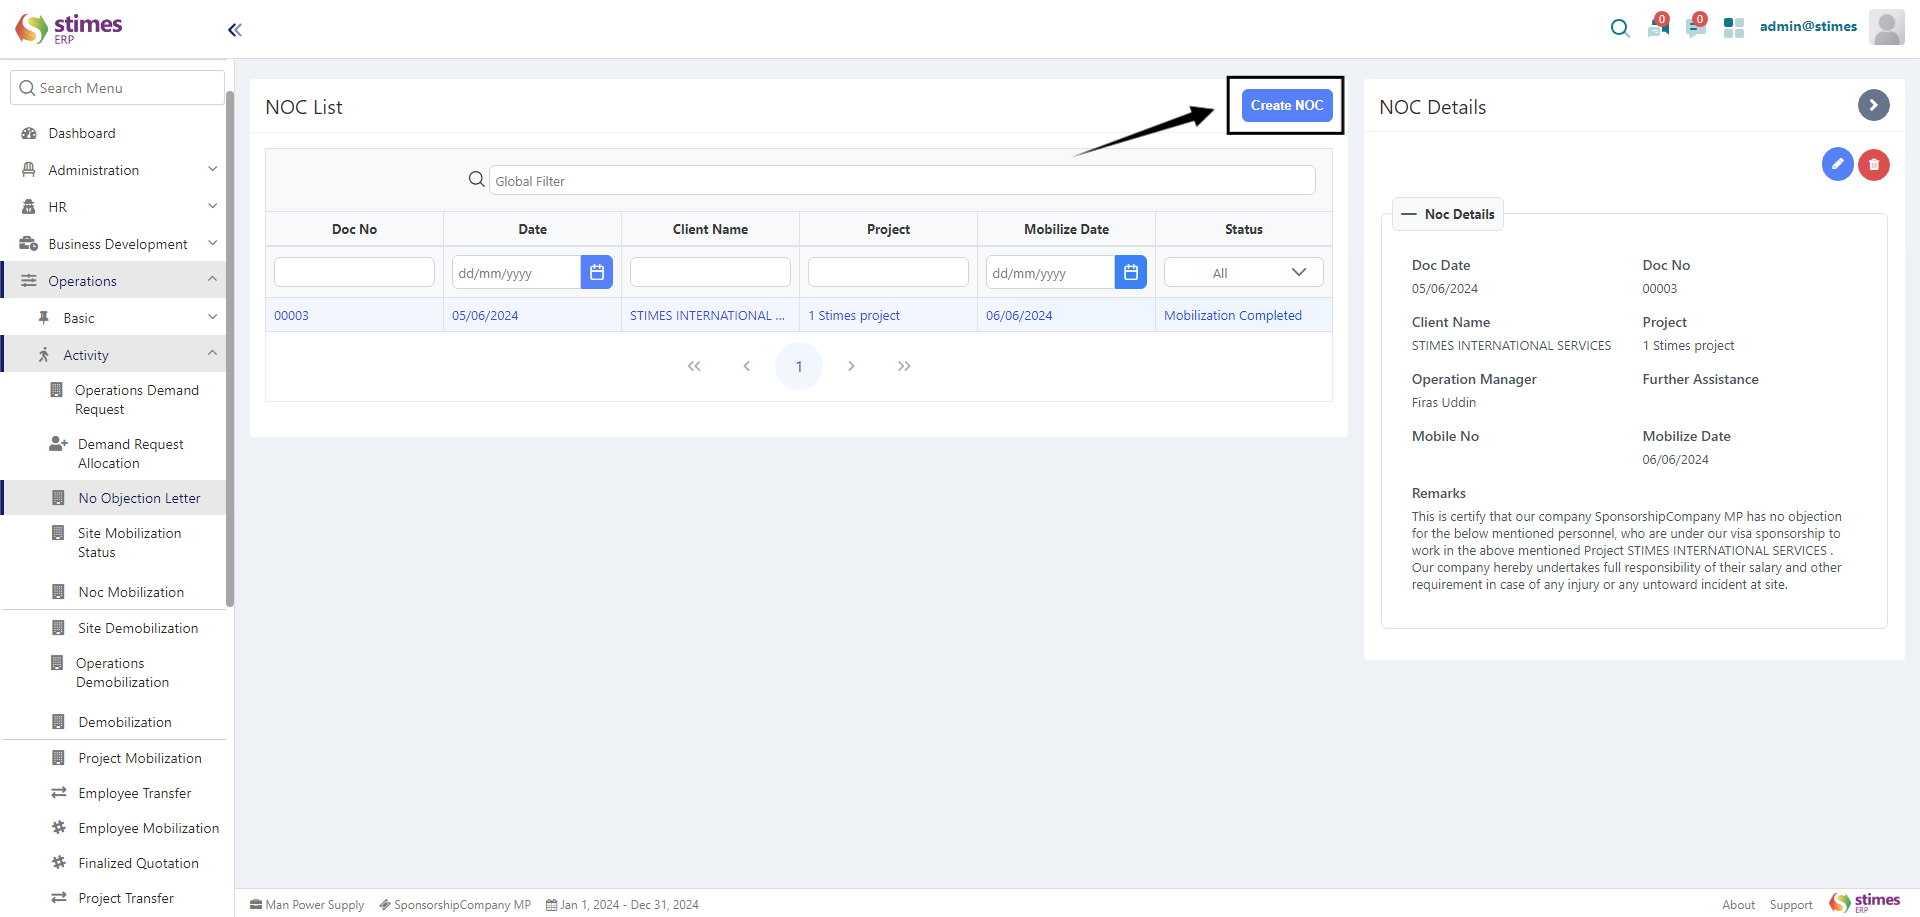 stimes
ERP
0
0
admin@stimes
Search Menu
Dashboard
Administration
HR
Business Development
Operations
Basic
Activity
Operations Demand
Request
Demand Request
Allocation
No Objection Letter
Site Mobilization
Status
Noc Mobilization
Site Demobilization
Operations
Demobilization
Demobilization
Project Mobilization
Employee Transfer
Employee Mobilization
Finalized Quotation
Project Transfer
NOC List
Create NOC
Global Filter
Doc No Date Client Name Project Mobilize Date Status
dd/mm/yyyy dd/mm/yyyy All
00003 05/06/2024 STIMES INTERNATIONAL ... 1 Stimes project 06/06/2024 Mobilization Completed
1
NOC Details
Noc Details
Doc Date Doc No
05/06/2024 00003
Client Name Project
STIMES INTERNATIONAL SERVICES 1 Stimes project
Operation Manager Further Assistance
Firas Uddin
Mobile No Mobilize Date
06/06/2024
Remarks
This is certify that our company SponsorshipCompany MP has no objection
for the below mentioned personnel, who are under our visa sponsorship to
work in the above mentioned Project STIMES INTERNATIONAL SERVICES .
Our company hereby undertakes full responsibility of their salary and other
requirement in case of any injury or any untoward incident at site.
Man Power Supply SponsorshipCompany MP Jan 1, 2024 - Dec 31, 2024
About Support stimes
ERP